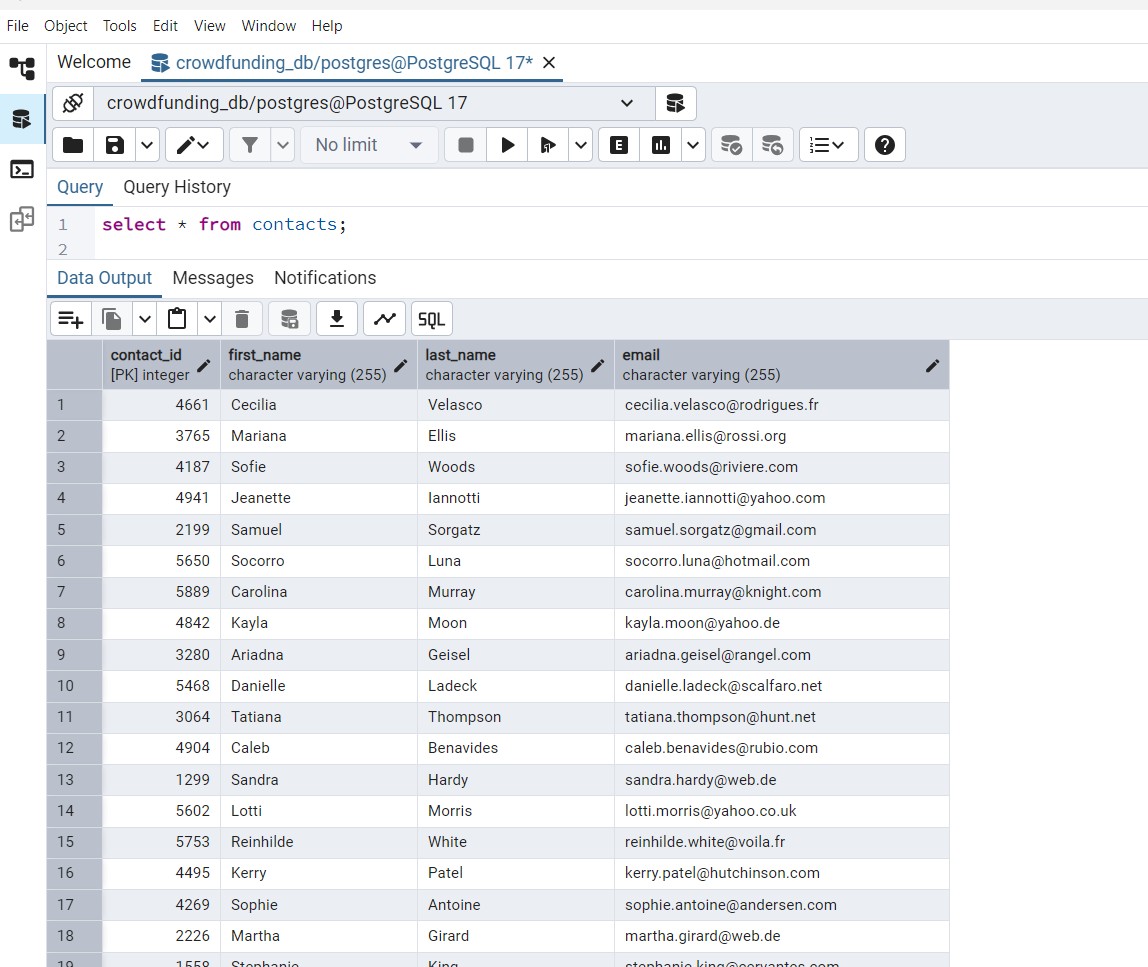 File Object Tools Edit View Window Help
Welcome crowdfunding_db/postgres@PostgreSQL 17*
crowdfunding_db/postgres@PostgreSQL 17
No limit E
Query Query History
1 select * from contacts;
2
Data Output Messages Notifications
SQL
contact_id first_name last_name email
[PK] integer character varying (255) character varying (255) character varying (255)
1 4661 Cecilia Velasco cecilia.velasco@rodrigues.fr
2 3765 Mariana Ellis mariana.ellis@rossi.org
3 4187 Sofie Woods sofie.woods@riviere.com
4 4941 Jeanette Iannotti jeanette.iannotti@yahoo.com
5 2199 Samuel Sorgatz samuel.sorgatz@gmail.com
6 5650 Socorro Luna socorro.luna@hotmail.com
7 5889 Carolina Murray carolina.murray@knight.com
8 4842 Kayla Moon kayla.moon@yahoo.de
9 3280 Ariadna Geisel ariadna.geisel@rangel.com
10 5468 Danielle Ladeck danielle.ladeck@scalfaro.net
11 3064 Tatiana Thompson tatiana.thompson@hunt.net
12 4904 Caleb Benavides caleb.benavides@rubio.com
13 1299 Sandra Hardy sandra.hardy@web.de
14 5602 Lotti Morris lotti.morris@yahoo.co.uk
15 5753 Reinhilde White reinhilde.white@voila.fr
16 4495 Kerry Patel kerry.patel@hutchinson.com
17 4269 Sophie Antoine sophie.antoine@andersen.com
18 2226 Martha Girard martha.girard@web.de
19 1558 Stephanie King stephanie.king@cervantes.com